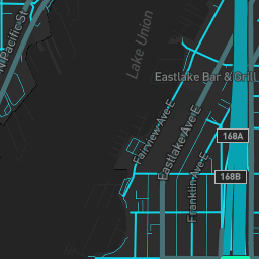 N Pacific St
Lake Union
Eastlake Bar & Grill
Fairview Ave E
Eastlake Ave E
Franklin Ave E
168A
168B